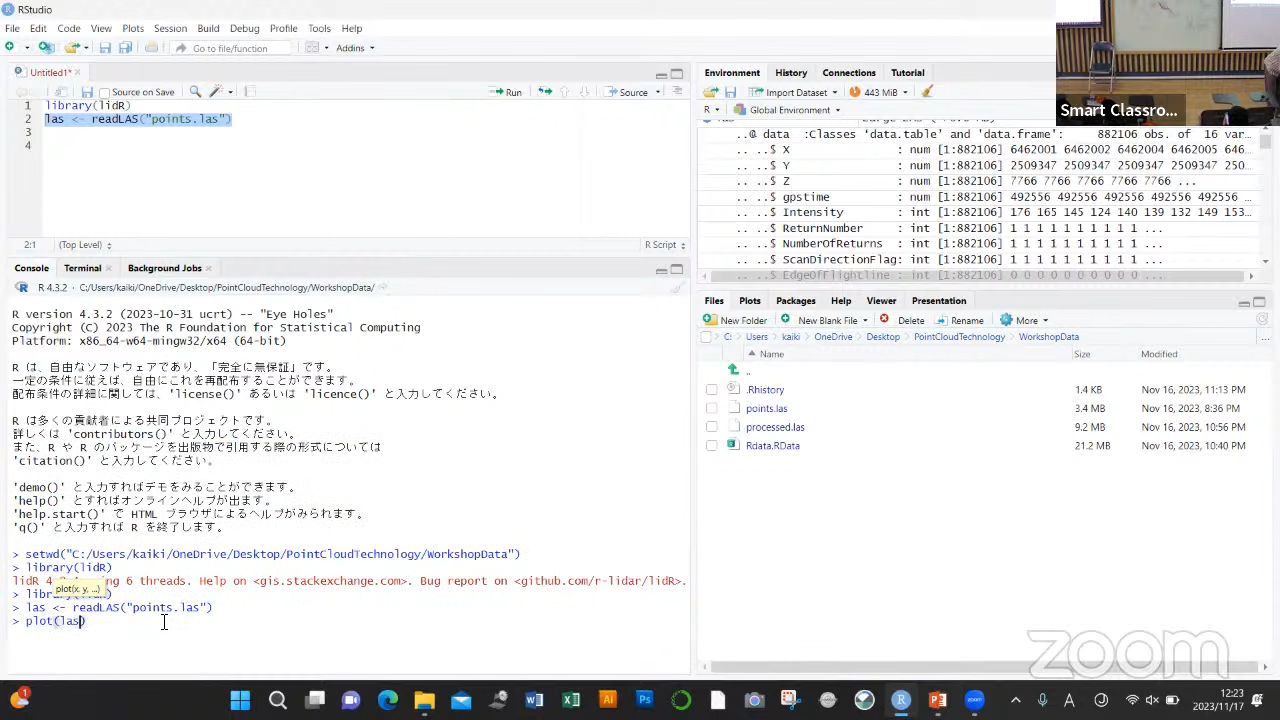 RStudio
File Edit Code View Plots Session Build Debug Profile Tools Help
Go to file/function
Addins
Untitled1*
Source on Save
Run
Source
1 library(lidR)
2 las <- readLAS("points.las")
3
4
2:1
(Top Level)
R Script
Console Terminal Background Jobs
R 4.3.2 · C:/Users/kaiki/OneDrive/Desktop/PointCloudTechnology/WorkshopData/
R version 4.3.2 (2023-10-31 ucrt) -- "Eye Holes"
Copyright (C) 2023 The R Foundation for Statistical Computing
Platform: x86_64-w64-mingw32/x64 (64-bit)
R は、自由なソフトウェアであり、「完全に無保証」です。
一定の条件に従えば、自由にこれを再配布することができます。
配布条件の詳細に関しては、'license()' あるいは 'licence()' と入力してください。
R は多くの貢献者による共同プロジェクトです。
詳しくは 'contributors()' と入力してください。
また、R や R のパッケージを出版物で引用する際の形式については
'citation()' と入力してください。
'demo()' と入力すればデモをみることができます。
'help()' とすればオンラインヘルプが出ます。
'help.start()' で HTML ブラウザによるヘルプがみられます。
'q()' と入力すれば R を終了します。
> setwd("C:/Users/kaiki/OneDrive/Desktop/PointCloudTechnology/WorkshopData")
> library(lidR)
lidR 6 threads. Help on <gis.stackexchange.com>. Bug report on <github.com/r-lidar/lidR>.
plot(x, y, ...)
> library(lidR)
> las <- readLAS("points.las")
> plot(las)
Environment History Connections Tutorial
Import Dataset
443 MiB
R
Global Environment
..@ data :Classes 'data.table' and 'data.frame': 882106 obs. of 16 var…
.. ..$ X : num [1:882106] 6462001 6462002 6462004 6462005 646…
.. ..$ Y : num [1:882106] 2509347 2509347 2509347 2509347 250…
.. ..$ Z : num [1:882106] 7766 7766 7766 7766 7766 ...
.. ..$ gpstime : num [1:882106] 492556 492556 492556 492556 492556 …
.. ..$ Intensity : int [1:882106] 176 165 145 124 140 139 132 149 153…
.. ..$ ReturnNumber : int [1:882106] 1 1 1 1 1 1 1 1 1 1 ...
.. ..$ NumberOfReturns : int [1:882106] 1 1 1 1 1 1 1 1 1 1 ...
.. ..$ ScanDirectionFlag: int [1:882106] 1 1 1 1 1 1 1 1 1 1 ...
.. ..$ EdgeOfFlightline : int [1:882106] 0 0 0 0 0 0 0 0 0 0 ...
Files Plots Packages Help Viewer Presentation
New Folder New Blank File Delete Rename More
C: Users kaiki OneDrive Desktop PointCloudTechnology WorkshopData ...
Name Size Modified
..
.Rhistory 1.4 KB Nov 16, 2023, 11:13 PM
points.las 3.4 MB Nov 16, 2023, 8:36 PM
processed.las 9.2 MB Nov 16, 2023, 10:56 PM
Rdata.RData 21.2 MB Nov 16, 2023, 10:40 PM
Smart Classro...
zoom
1
A
12:23
2023/11/17